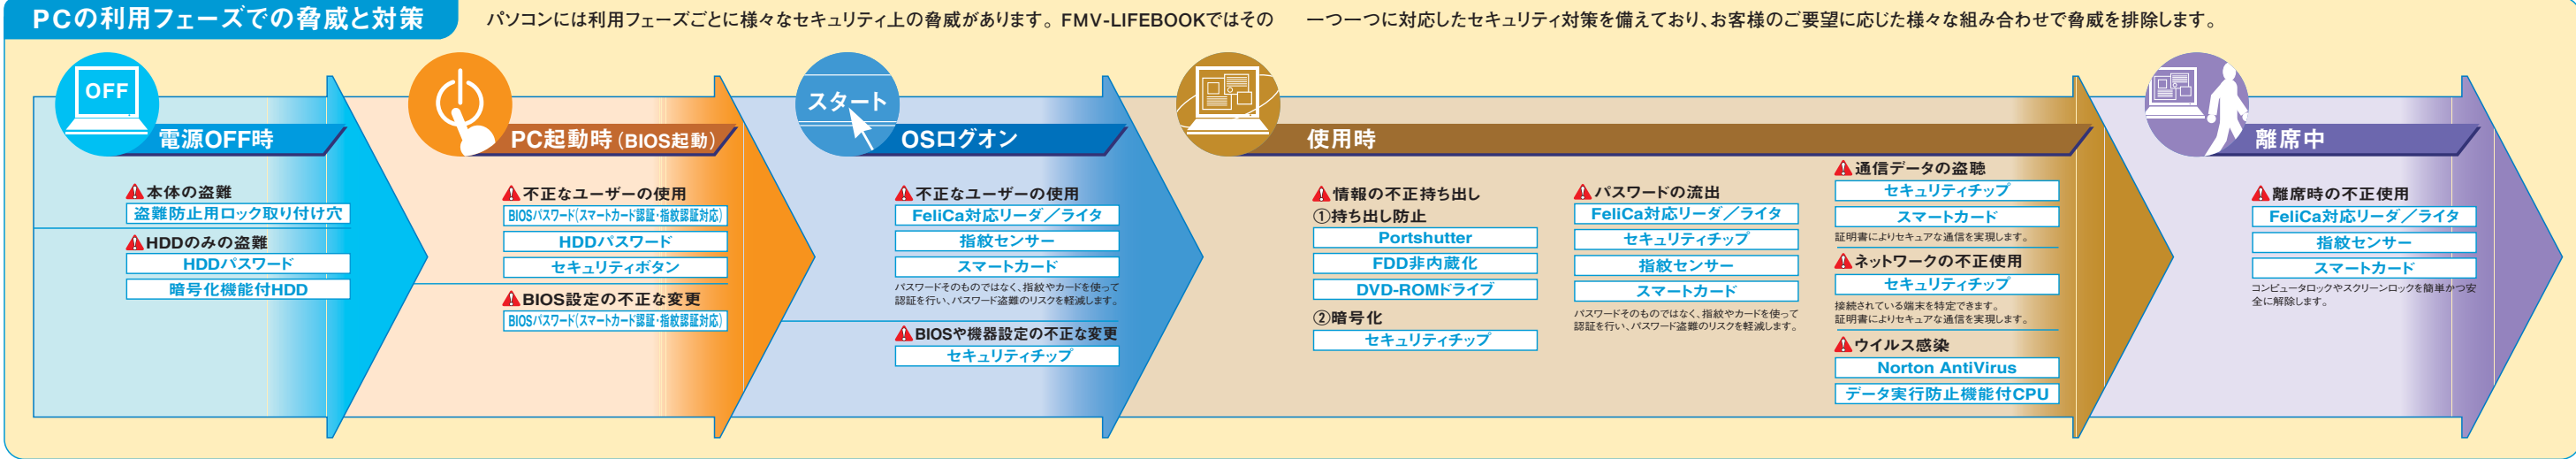 PCの利用フェーズでの脅威と対策
パソコンには利用フェーズごとに様々なセキュリティ上の脅威があります。FMV-LIFEBOOKではその
一つ一つに対応したセキュリティ対策を備えており、お客様のご要望に応じた様々な組み合わせで脅威を排除します。
OFF
電源OFF時
本体の盗難
盗難防止用ロック取り付け穴
HDDのみの盗難
HDDパスワード
暗号化機能付HDD
PC起動時(BIOS起動)
不正なユーザーの使用
BIOSパスワード(スマートカード認証・指紋認証対応)
HDDパスワード
セキュリティボタン
BIOS設定の不正な変更
BIOSパスワード(スマートカード認証・指紋認証対応)
スタート
OSログオン
不正なユーザーの使用
FeliCa対応リーダ／ライタ
指紋センサー
スマートカード
パスワードそのものではなく、指紋やカードを使って
認証を行い、パスワード盗難のリスクを軽減します。
BIOSや機器設定の不正な変更
セキュリティチップ
使用時
情報の不正持ち出し
①持ち出し防止
Portshutter
FDD非内蔵化
DVD-ROMドライブ
②暗号化
セキュリティチップ
パスワードの流出
FeliCa対応リーダ／ライタ
セキュリティチップ
指紋センサー
スマートカード
パスワードそのものではなく、指紋やカードを使って
認証を行い、パスワード盗難のリスクを軽減します。
通信データの盗聴
セキュリティチップ
スマートカード
証明書によりセキュアな通信を実現します。
ネットワークの不正使用
セキュリティチップ
接続されている端末を特定できます。
証明書によりセキュアな通信を実現します。
ウイルス感染
Norton AntiVirus
データ実行防止機能付CPU
離席中
離席時の不正使用
FeliCa対応リーダ／ライタ
指紋センサー
スマートカード
コンピュータロックやスクリーンロックを簡単かつ安
全に解除します。